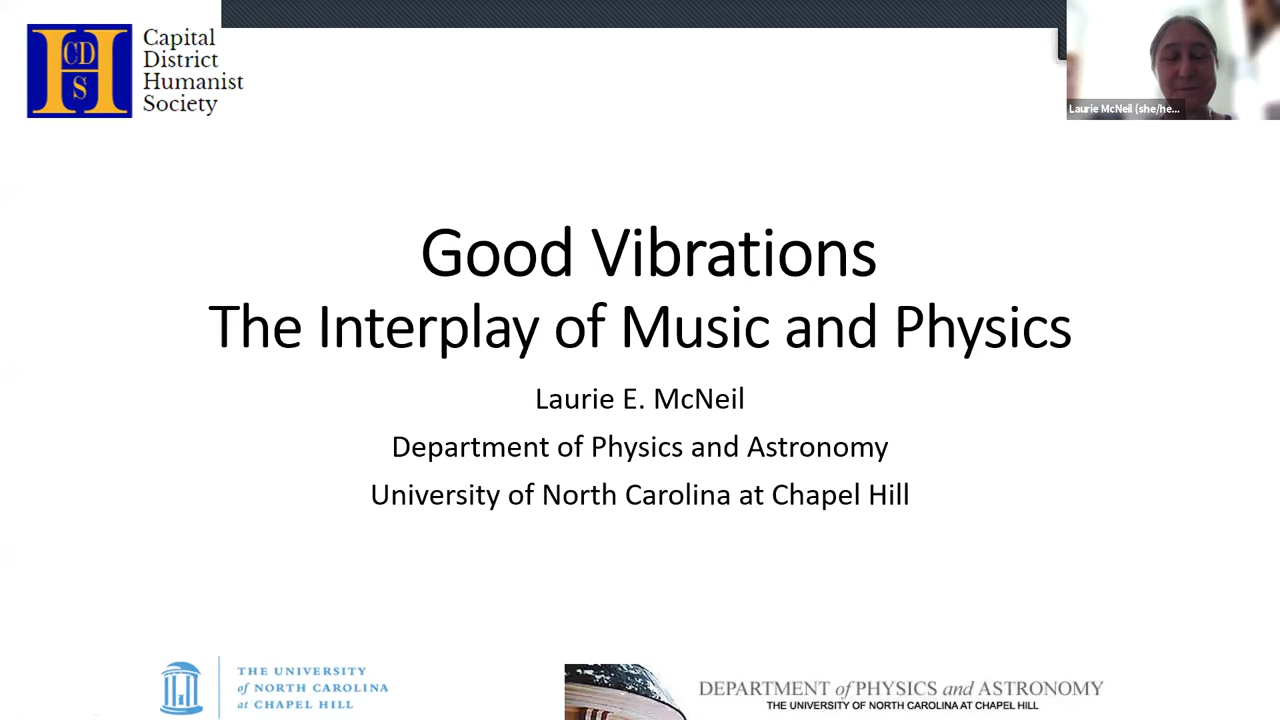 CD
H
S
Capital
District
Humanist
Society
Laurie McNeil (she/he...
Good Vibrations
The Interplay of Music and Physics
Laurie E. McNeil
Department of Physics and Astronomy
University of North Carolina at Chapel Hill
THE UNIVERSITY
of NORTH CAROLINA
at CHAPEL HILL
DEPARTMENT of PHYSICS and ASTRONOMY
THE UNIVERSITY OF NORTH CAROLINA AT CHAPEL HILL